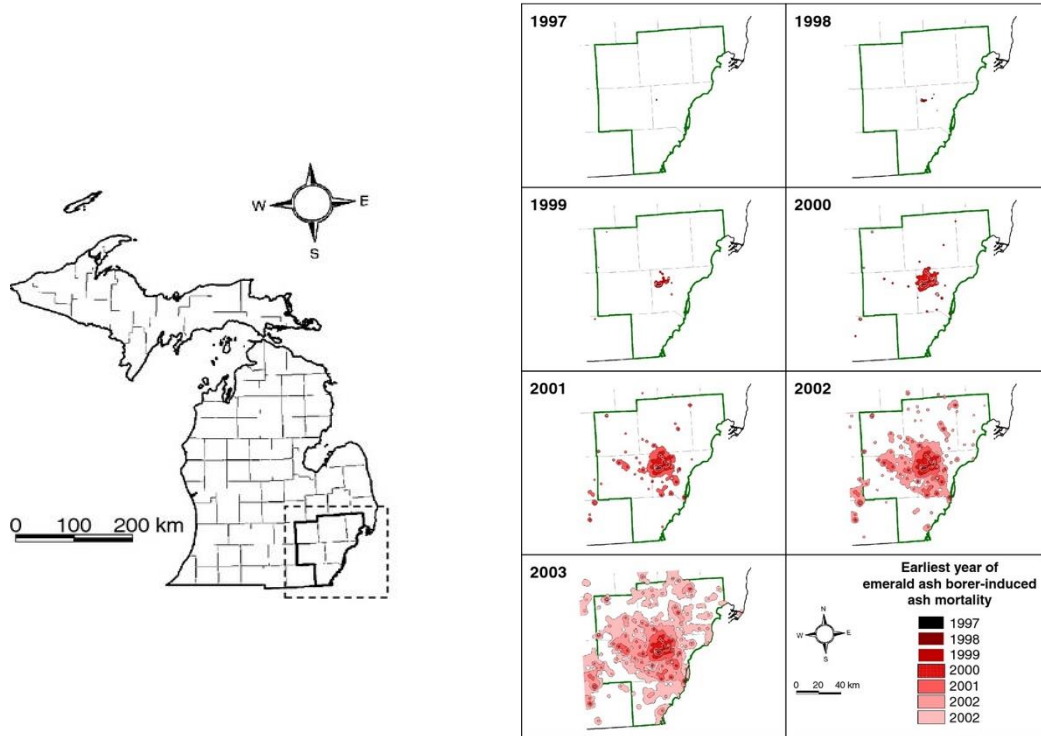 W E
S
0 100 200 km
1997
1998
1999
2000
2001
2002
2003
N
W E
S
0 20 40 km
Earliest year of
emerald ash borer-induced
ash mortality
1997
1998
1999
2000
2001
2002
2002